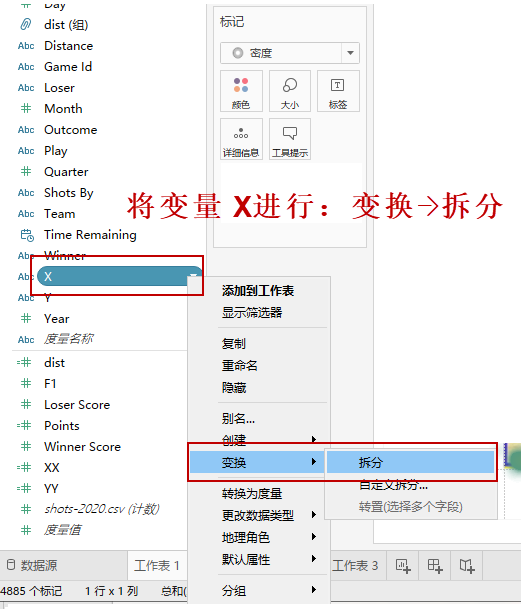 Day
dist (组)
Abc Distance
Abc Game Id
Abc Loser
Month
Abc Outcome
Abc Play
Quarter
Abc Shots By
Abc Team
Time Remaining
Abc Winner
Abc X
Abc Y
Year
Abc 度量名称
dist
F1
Loser Score
Points
Winner Score
XX
YY
shots-2020.csv (计数)
度量值
标记
密度
颜色
大小
标签
详细信息
工具提示
将变量 X进行：变换->拆分
添加到工作表
显示筛选器
复制
重命名
隐藏
别名...
创建
变换
拆分
自定义拆分...
转置(选择多个字段)
转换为度量
更改数据类型
地理角色
默认属性
分组
数据源
工作表 1
工作表 3
4885 个标记
1 行 x 1 列
总和(